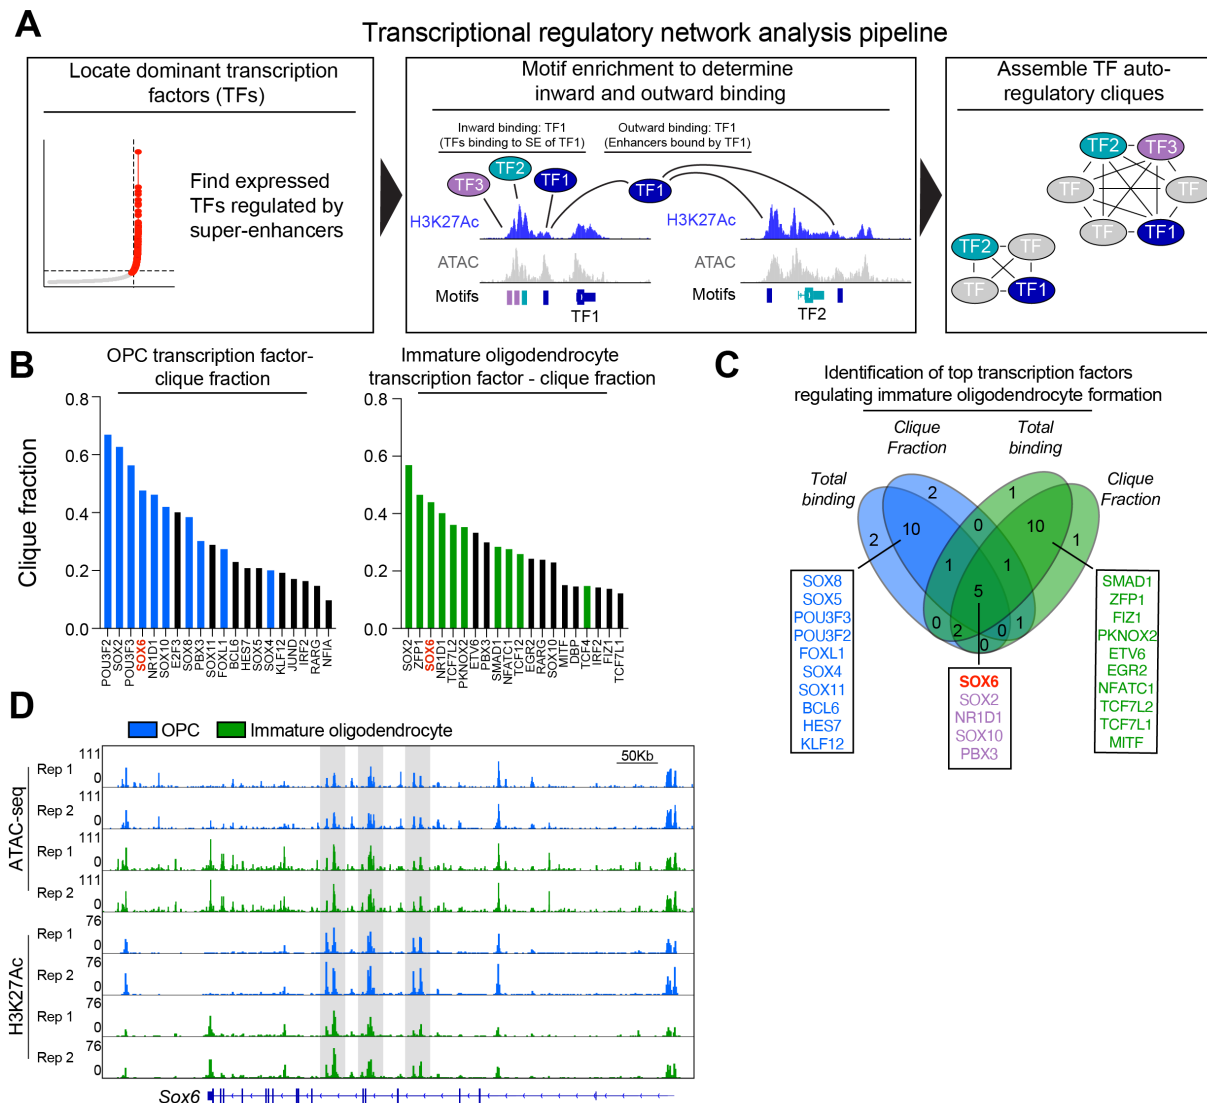 A
Transcriptional regulatory network analysis pipeline
Locate dominant transcription
factors (TFs)
Find expressed
TFs regulated by
super-enhancers
Motif enrichment to determine
inward and outward binding
Inward binding: TF1
(TFs binding to SE of TF1)
Outward binding: TF1
(Enhancers bound by TF1)
TF3
TF2
TF1
TF1
H3K27Ac
H3K27Ac
ATAC
ATAC
Motifs
Motifs
TF1
TF2
Assemble TF auto-
regulatory cliques
TF2
TF3
TF
TF
TF
TF1
TF2
TF
TF
TF1
B
OPC transcription factor-
clique fraction
Clique fraction
0.8
0.6
0.4
0.2
0.0
POU3F2
SOX2
POU3F3
SOX6
NR1D1
SOX10
E2F3
SOX8
PBX3
SOX11
FOXL1
BCL6
HES7
SOX5
SOX4
KLF12
JUND
IRF2
RARG
NFIA
Immature oligodendrocyte
transcription factor - clique fraction
0.8
0.6
0.4
0.2
0.0
SOX2
ZFP1
SOX6
NR1D1
TCF7L2
PKNOX2
ETV6
PBX3
SMAD1
NFATC1
TCF12
EGR2
RARG
SOX10
MITF
DBP
TCF4
IRF2
FIZ1
TCF7L1
C
Identification of top transcription factors
regulating immature oligodendrocyte formation
Clique
Fraction
Total
binding
Total
binding
Clique
Fraction
2
1
2
10
0
10
1
1
1
5
0
2
0
1
0
SOX8
SOX5
POU3F3
POU3F2
FOXL1
SOX4
SOX11
BCL6
HES7
KLF12
SOX6
SOX2
NR1D1
SOX10
PBX3
SMAD1
ZFP1
FIZ1
PKNOX2
ETV6
EGR2
NFATC1
TCF7L2
TCF7L1
MITF
D
OPC
Immature oligodendrocyte
50Kb
ATAC-seq
Rep 1
111
0
Rep 2
111
0
Rep 1
111
0
Rep 2
111
0
H3K27Ac
Rep 1
76
0
Rep 2
76
0
Rep 1
76
0
Rep 2
76
0
Sox6